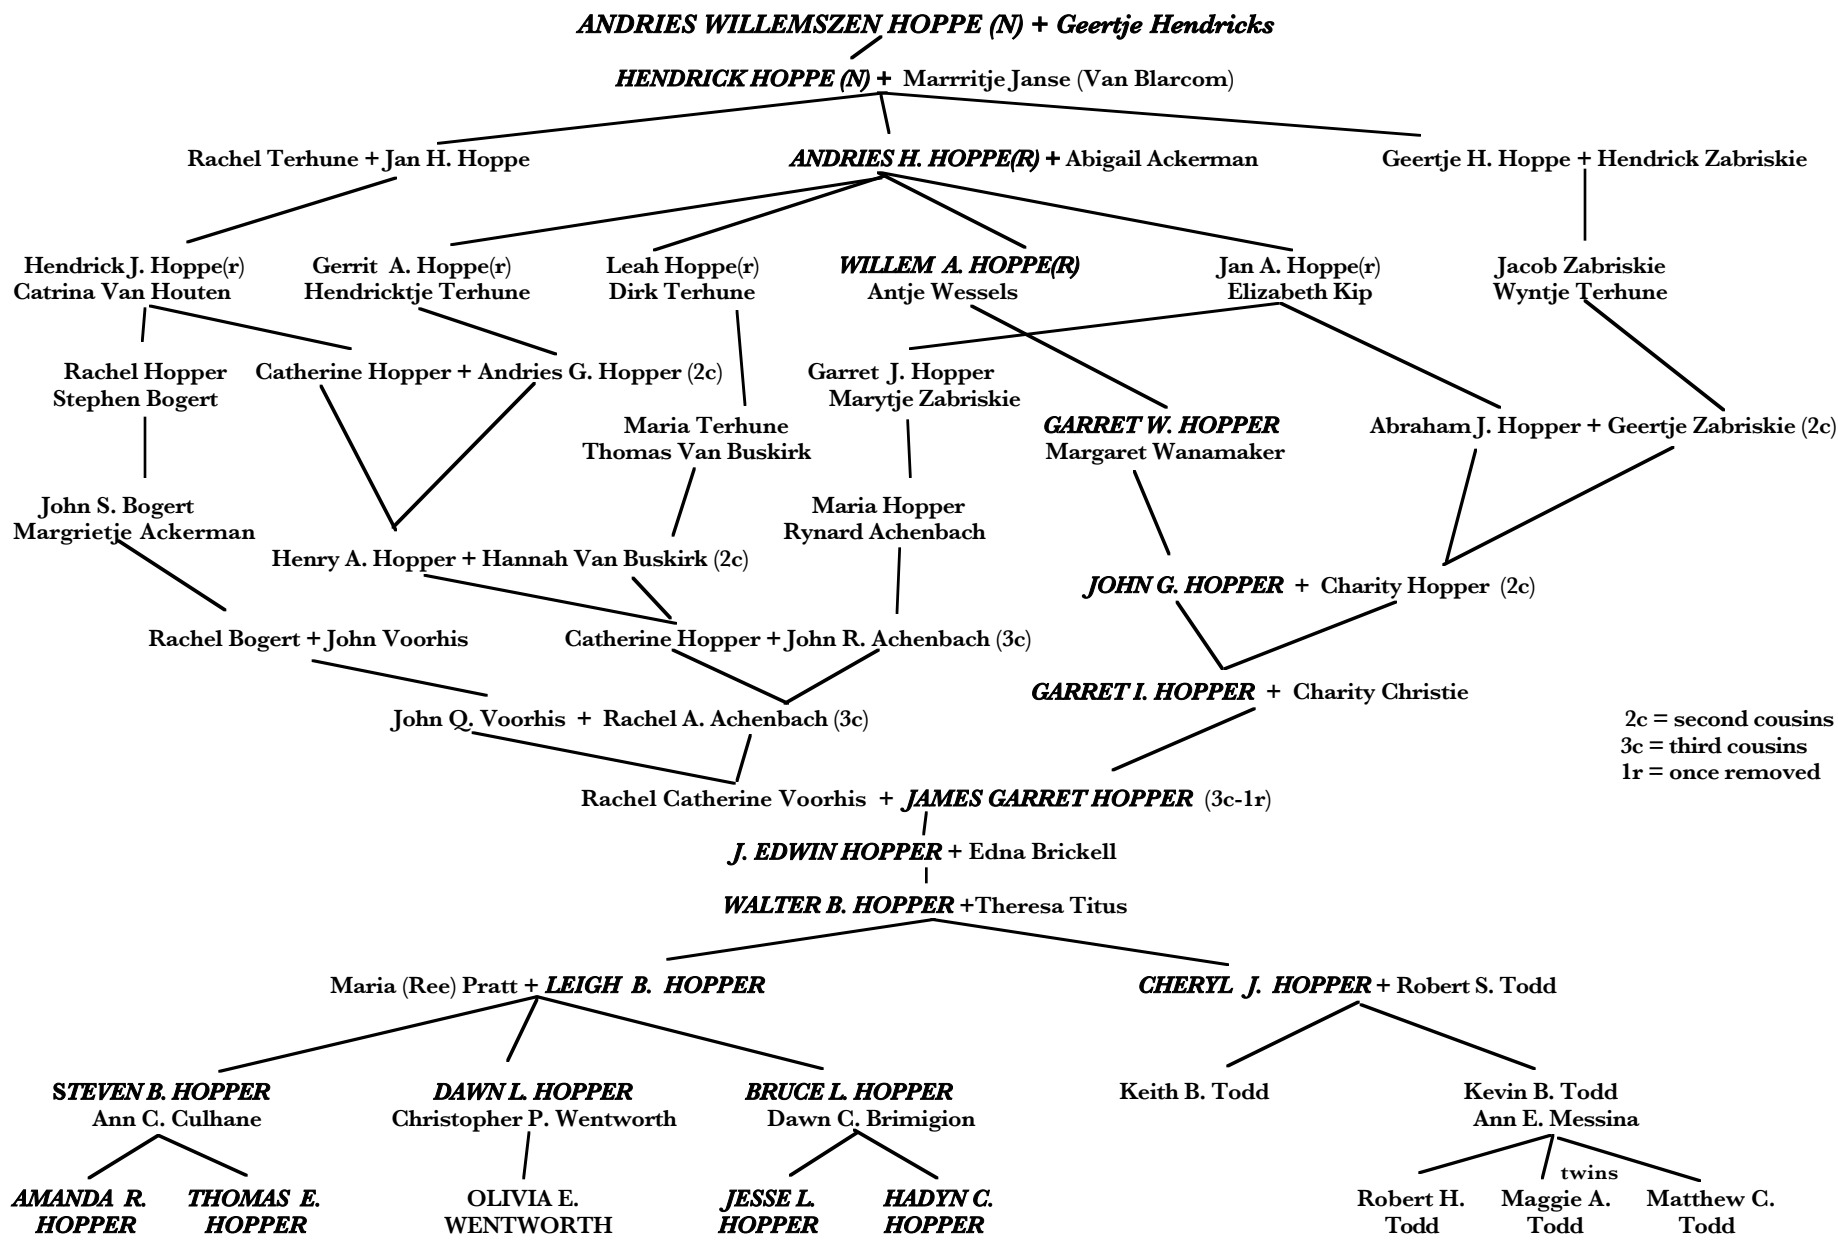 ANDRIES WILLEMSZEN HOPPE (N) + Geertje Hendricks
HENDRICK HOPPE (N) + Marrritje Janse (Van Blarcom)
Rachel Terhune + Jan H. Hoppe
ANDRIES H. HOPPE(R) + Abigail Ackerman
Geertje H. Hoppe + Hendrick Zabriskie
Hendrick J. Hoppe(r)
Catrina Van Houten
Gerrit A. Hoppe(r)
Hendricktje Terhune
Leah Hoppe(r)
Dirk Terhune
WILLEM A. HOPPE(R)
Antje Wessels
Jan A. Hoppe(r)
Elizabeth Kip
Jacob Zabriskie
Wyntje Terhune
Rachel Hopper
Stephen Bogert
Catherine Hopper + Andries G. Hopper (2c)
Garret J. Hopper
Marytje Zabriskie
Maria Terhune
Thomas Van Buskirk
GARRET W. HOPPER
Margaret Wanamaker
Abraham J. Hopper + Geertje Zabriskie (2c)
John S. Bogert
Margrietje Ackerman
Maria Hopper
Rynard Achenbach
Henry A. Hopper + Hannah Van Buskirk (2c)
JOHN G. HOPPER + Charity Hopper (2c)
Rachel Bogert + John Voorhis
Catherine Hopper + John R. Achenbach (3c)
GARRET I. HOPPER + Charity Christie
John Q. Voorhis + Rachel A. Achenbach (3c)
2c = second cousins
3c = third cousins
1r = once removed
Rachel Catherine Voorhis + JAMES GARRET HOPPER (3c-1r)
J. EDWIN HOPPER + Edna Brickell
WALTER B. HOPPER +Theresa Titus
Maria (Ree) Pratt + LEIGH B. HOPPER
CHERYL J. HOPPER + Robert S. Todd
STEVEN B. HOPPER
Ann C. Culhane
DAWN L. HOPPER
Christopher P. Wentworth
BRUCE L. HOPPER
Dawn C. Brimigion
Keith B. Todd
Kevin B. Todd
Ann E. Messina
twins
AMANDA R.
HOPPER
THOMAS E.
HOPPER
OLIVIA E.
WENTWORTH
JESSE L.
HOPPER
HADYN C.
HOPPER
Robert H.
Todd
Maggie A.
Todd
Matthew C.
Todd